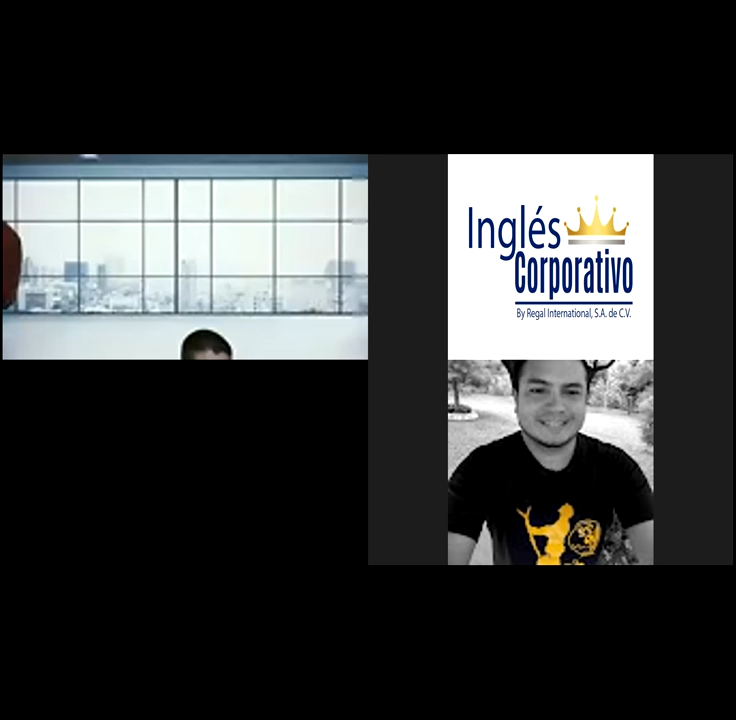 Inglés
Corporativo
By Regal International, S.A. de C.V.